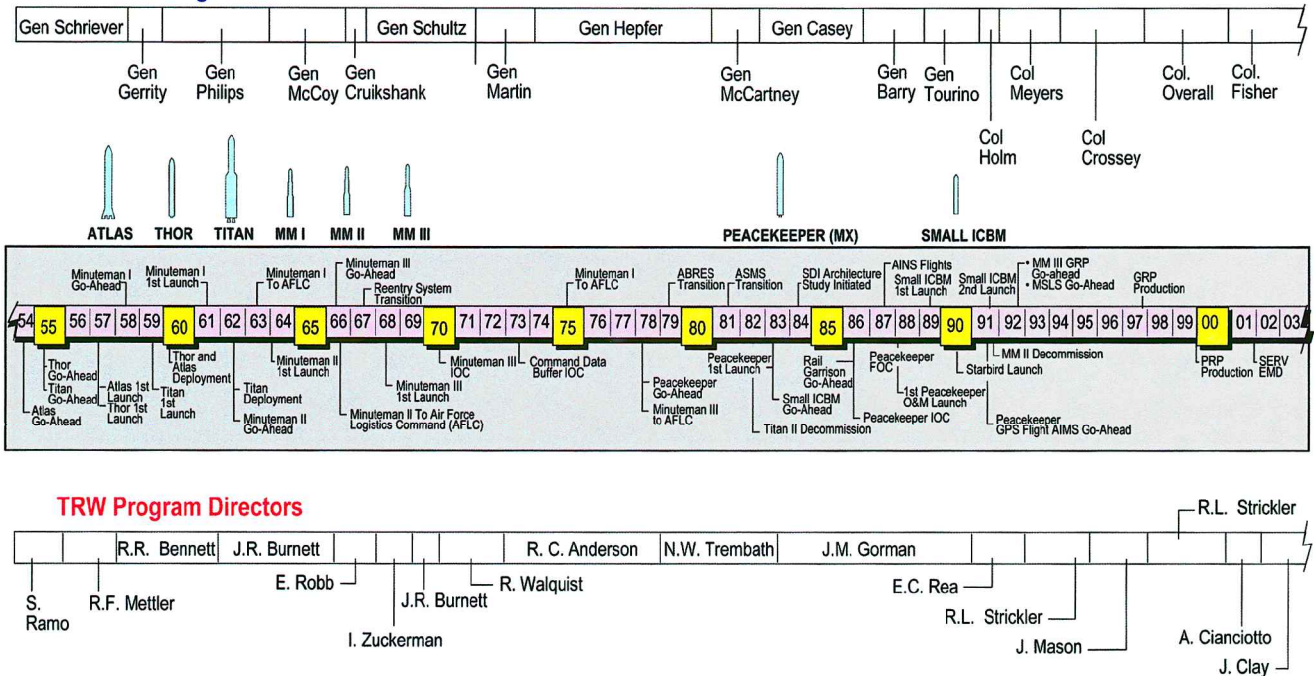 Gen Schriever
Gen Schultz
Gen Hepfer
Gen Casey
Gen
Gerrity
Gen
Philips
Gen
McCoy
Gen
Cruikshank
Gen
Martin
Gen
McCartney
Gen
Barry
Gen
Tourino
Col
Holm
Col
Meyers
Col
Crossey
Col.
Overall
Col.
Fisher
ATLAS
THOR
TITAN
MM I
MM II
MM III
PEACEKEEPER (MX)
SMALL ICBM
Minuteman I
Go-Ahead
Minuteman I
1st Launch
Minuteman I
To AFLC
Minuteman III
Go-Ahead
Reentry System
Transition
Minuteman I
To AFLC
ABRES
Transition
ASMS
Transition
SDI Architecture
Study Initiated
AINS Flights
Small ICBM
1st Launch
Small ICBM
2nd Launch
• MM III GRP
Go-ahead
• MSLS Go-Ahead
GRP
Production
54 55 56 57 58 59 60 61 62 63 64 65 66 67 68 69 70 71 72 73 74 75 76 77 78 79 80 81 82 83 84 85 86 87 88 89 90 91 92 93 94 95 96 97 98 99 00 01 02 03
Atlas
Go-Ahead
Thor
Go-Ahead
Titan
Go-Ahead
Atlas 1st
Launch
Thor 1st
Launch
Titan
1st
Launch
Thor and
Atlas
Deployment
Titan
Deployment
Minuteman II
Go-Ahead
Minuteman II
1st Launch
Minuteman II To Air Force
Logistics Command (AFLC)
Minuteman III
1st Launch
Minuteman III
IOC
Command Data
Buffer IOC
Peacekeeper
Go-Ahead
Minuteman III
to AFLC
Peacekeeper
1st Launch
Titan II Decommission
Small ICBM
Go-Ahead
Rail
Garrison
Go-Ahead
Peacekeeper IOC
Peacekeeper
FOC
1st Peacekeeper
O&M Launch
Starbird Launch
MM II Decommission
Peacekeeper
GPS Flight AIMS Go-Ahead
PRP
Production
SERV
EMD
TRW Program Directors
R.L. Strickler
R.R. Bennett
J.R. Burnett
R. C. Anderson
N.W. Trembath
J.M. Gorman
S.
Ramo
R.F. Mettler
E. Robb
I. Zuckerman
J.R. Burnett
R. Walquist
E.C. Rea
R.L. Strickler
J. Mason
A. Cianciotto
J. Clay